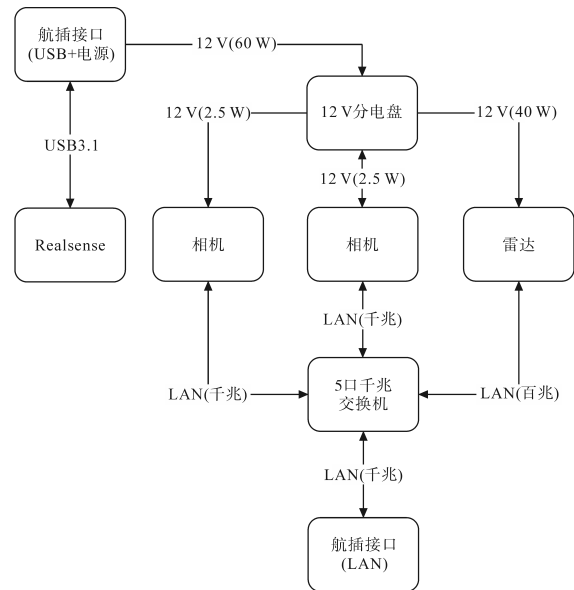 航插接口
(USB+电源)
12 V(60 W)
12 V分电盘
12 V(2.5 W)
12 V(40 W)
USB3.1
12 V(2.5 W)
Realsense
相机
相机
雷达
LAN(千兆)
LAN(千兆)
5口千兆
交换机
LAN(百兆)
LAN(千兆)
航插接口
(LAN)